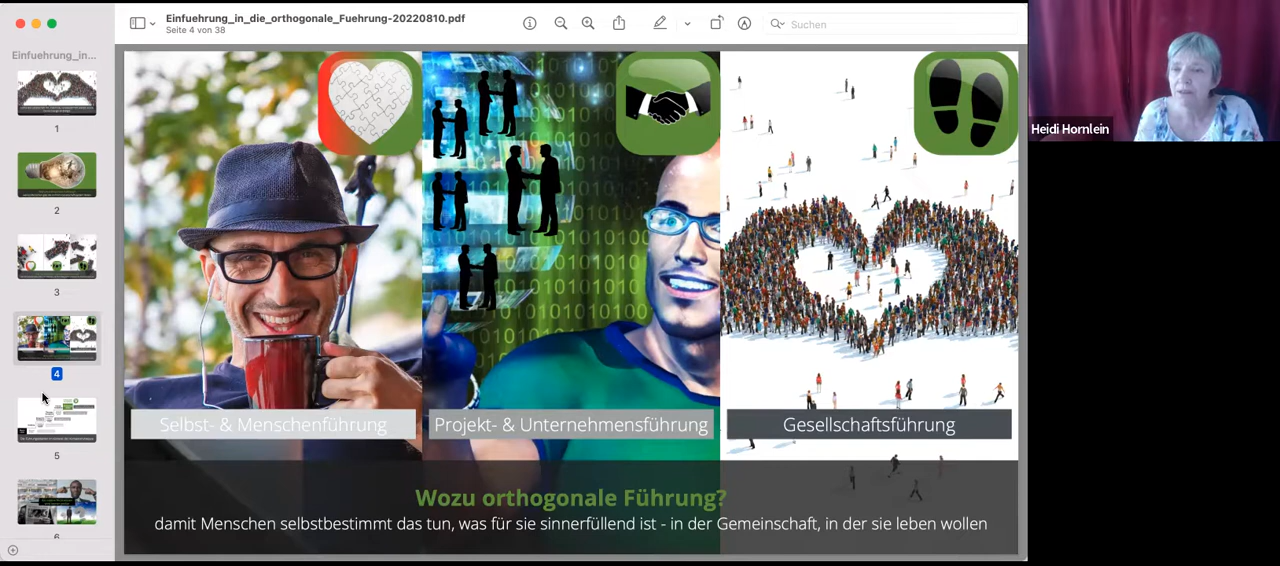 Einfuehrung_in_die_orthogonale_Fuehrung-20220810.pdf
Seite 4 von 38
Suchen
Einfuehrung_in...
1
2
3
4
5
6
Heidi Hornlein
Selbst- & Menschenführung
Projekt- & Unternehmensführung
Gesellschaftsführung
Wozu orthogonale Führung?
damit Menschen selbstbestimmt das tun, was für sie sinnerfüllend ist - in der Gemeinschaft, in der sie leben wollen